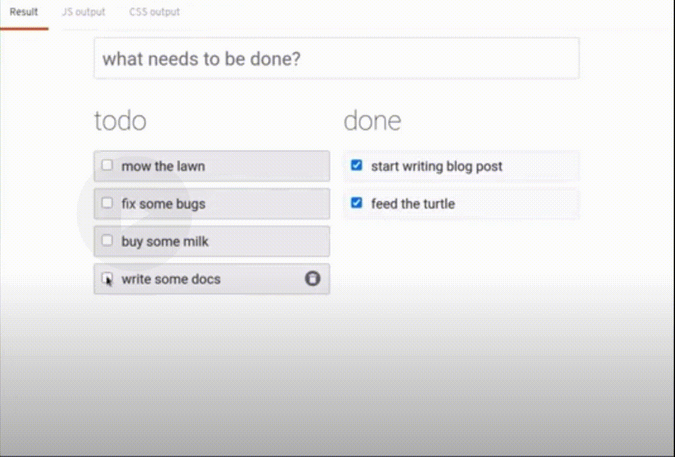 Result JS output CSS output
what needs to be done?
todo
mow the lawn
fix some bugs
buy some milk
write some docs
done
start writing blog post
feed the turtle